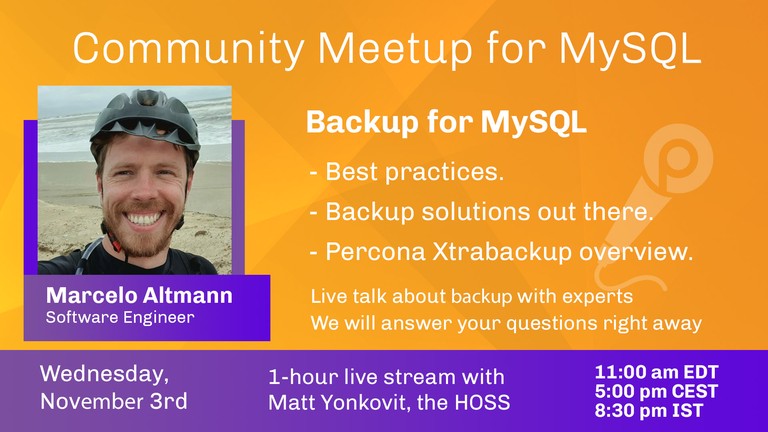 Community Meetup for MySQL
Backup for MySQL
- Best practices.
- Backup solutions out there.
- Percona Xtrabackup overview.
Live talk about backup with experts
We will answer your questions right away
Marcelo Altmann
Software Engineer
Wednesday,
November 3rd
1-hour live stream with
Matt Yonkovit, the HOSS
11:00 am EDT
5:00 pm CEST
8:30 pm IST